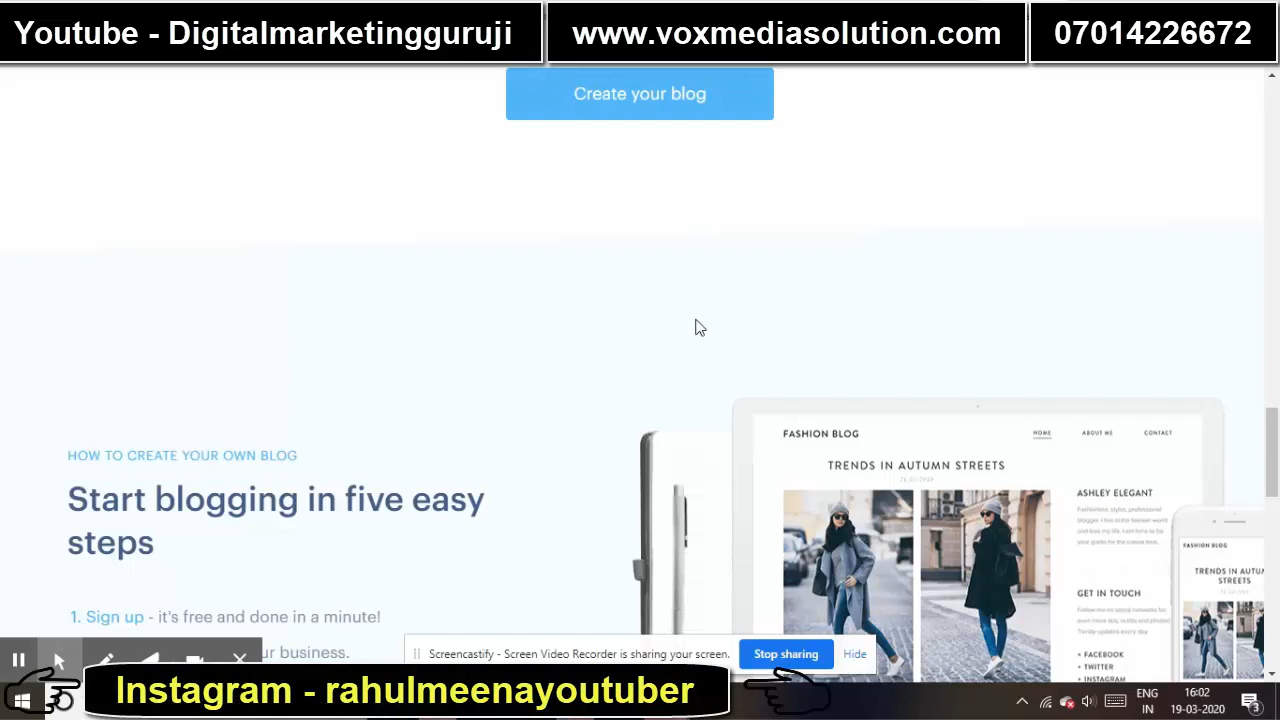 Youtube - Digitalmarketingguruji
www.voxmediasolution.com
07014226672
Create your blog
HOW TO CREATE YOUR OWN BLOG
Start blogging in five easy
steps
1. Sign up - it's free and done in a minute!
ur business.
FASHION BLOG
HOME
ABOUT ME
CONTACT
TRENDS IN AUTUMN STREETS
ASHLEY ELEGANT
GET IN TOUCH
FACEBOOK
TWITTER
INSTAGRAM
FASHION BLOG
TRENDS IN AUTUMN
STREETS
Screencastify - Screen Video Recorder is sharing your screen.
Stop sharing
Hide
Instagram - rahulmeenayoutuber
ENG
IN
16:02
19-03-2020
3